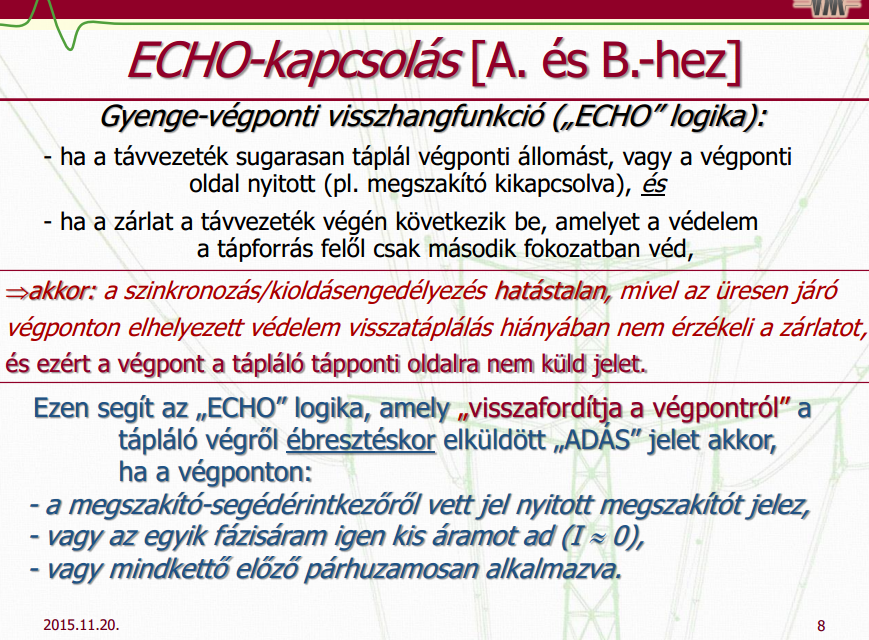 VM
ECHO-kapcsolás [A. és B.-hez]
Gyenge-végponti visszhangfunkció („ECHO” logika):
- ha a távvezeték sugarasan táplál végponti állomást, vagy a végponti
oldal nyitott (pl. megszakító kikapcsolva), és
- ha a zárlat a távvezeték végén következik be, amelyet a védelem
a tápforrás felől csak második fokozatban véd,
⇒akkor: a szinkronozás/kioldásengedélyezés hatástalan, mivel az üresen járó
végponton elhelyezett védelem visszatáplálás hiányában nem érzékeli a zárlatot,
és ezért a végpont a tápláló tápponti oldalra nem küld jelet.
Ezen segít az „ECHO” logika, amely „visszafordítja a végpontról” a
tápláló végről ébresztéskor elküldött „ADÁS” jelet akkor,
ha a végponton:
- a megszakító-segédérintkezőről vett jel nyitott megszakítót jelez,
- vagy az egyik fázisáram igen kis áramot ad (I ≈ 0),
- vagy mindkettő előző párhuzamosan alkalmazva.
2015.11.20.
8